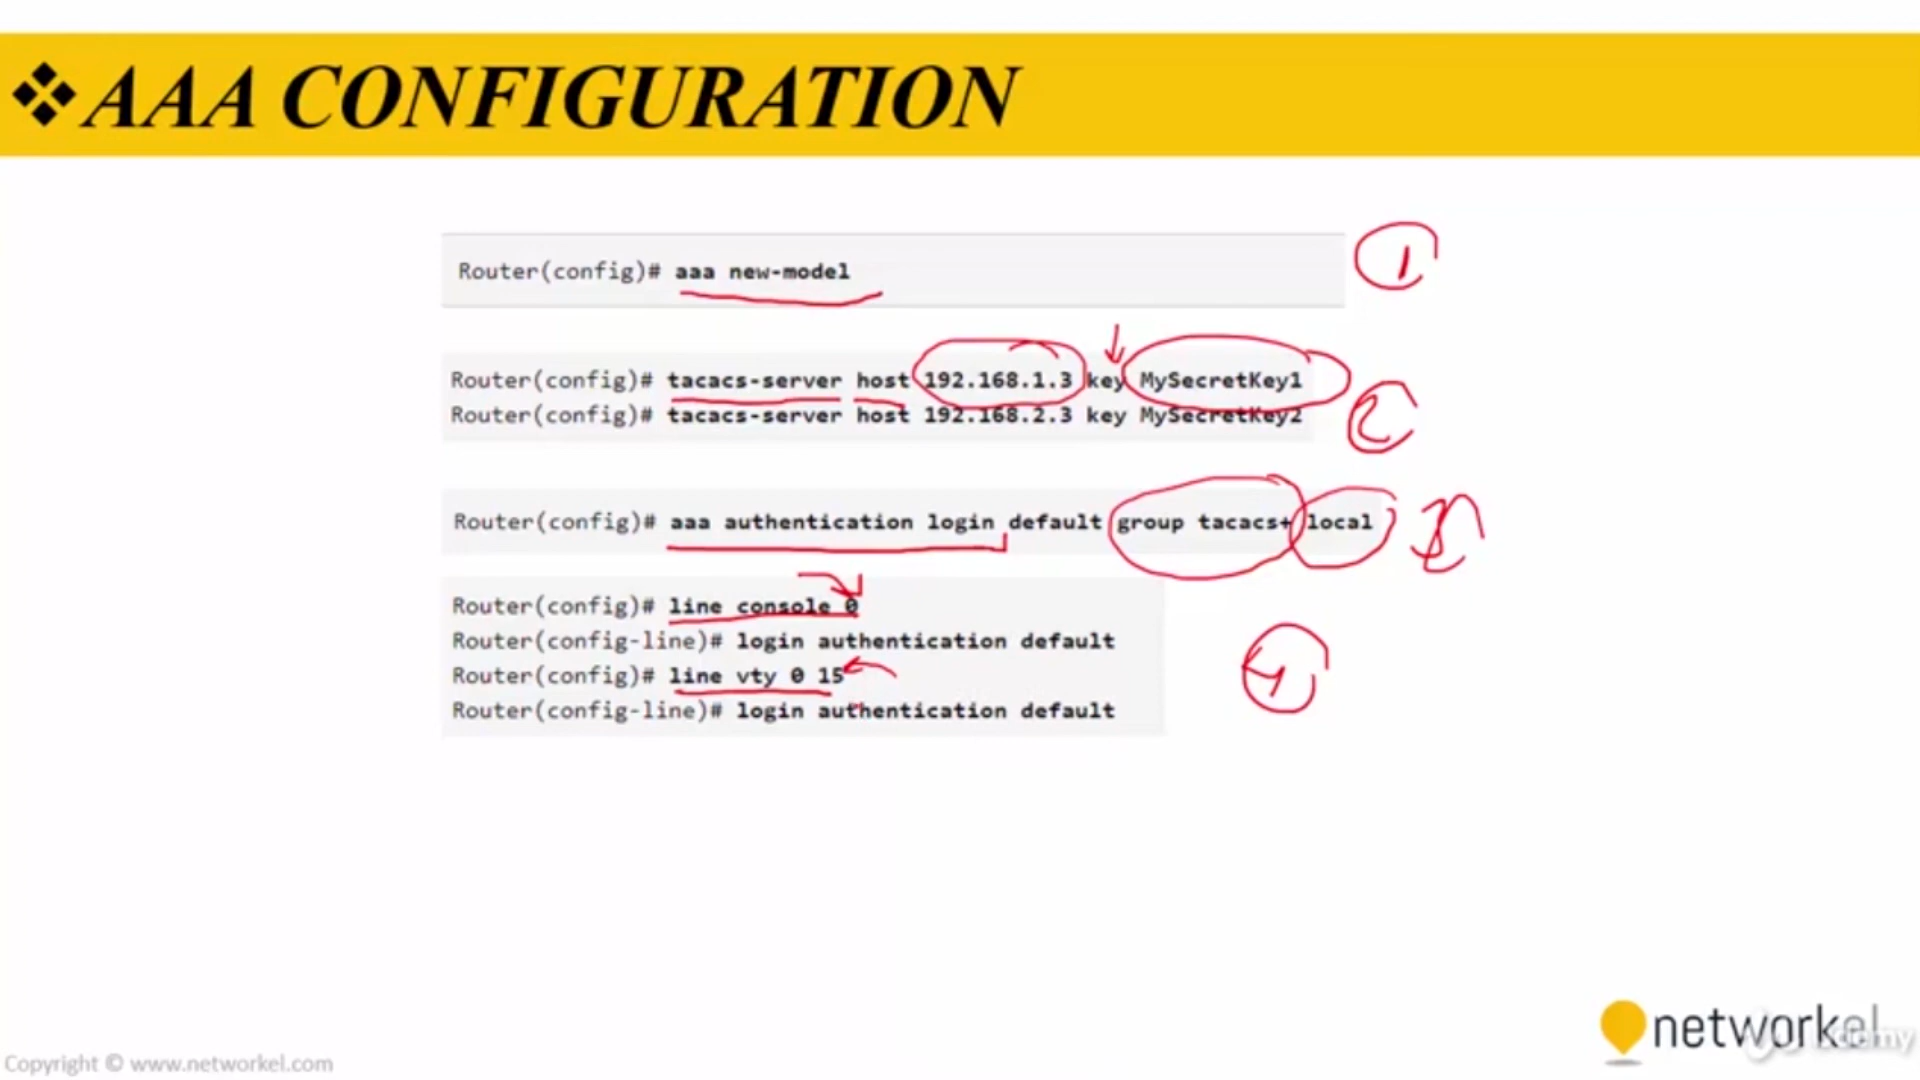 ❖AAA CONFIGURATION
Router(config)# aaa new-model
1
Router(config)# tacacs-server host 192.168.1.3 key MySecretKey1
Router(config)# tacacs-server host 192.168.2.3 key MySecretKey2
2
Router(config)# aaa authentication login default group tacacs+ local
3
Router(config)# line console 0
Router(config-line)# login authentication default
Router(config)# line vty 0 15
Router(config-line)# login authentication default
4
networkel
Udemy
Copyright © www.networkel.com